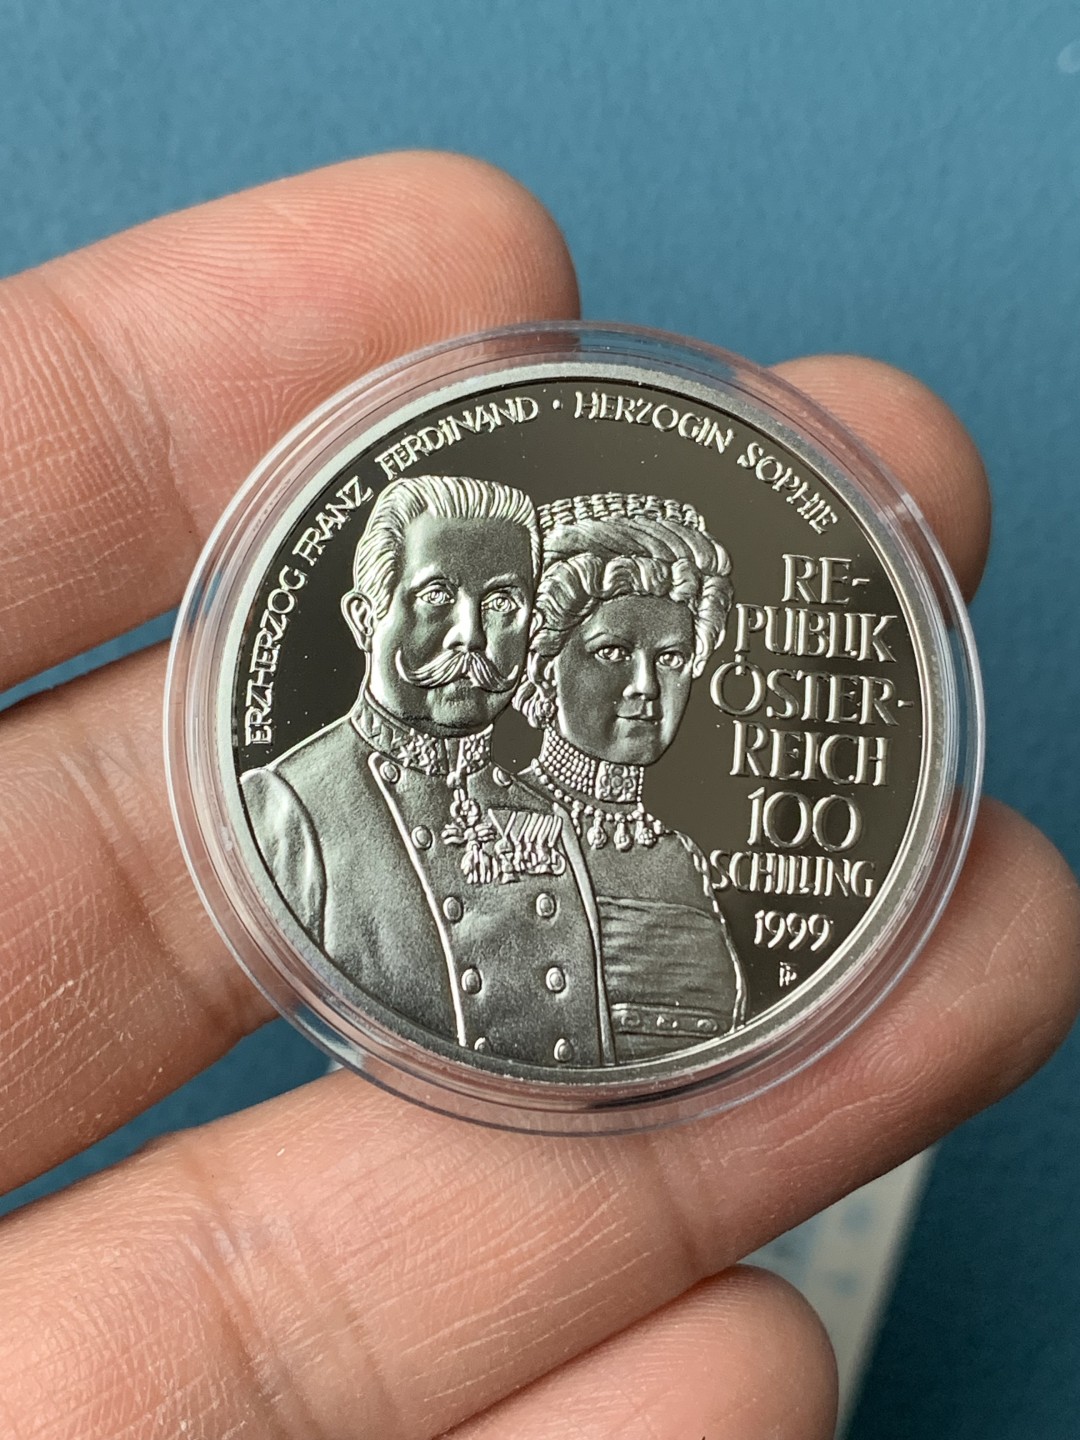 ERZHERZOG FRANZ FERDINAND · HERZOGIN SOPHIE
RE-
PUBLIK
ÖSTER-
REICH
100
SCHILLING
1999